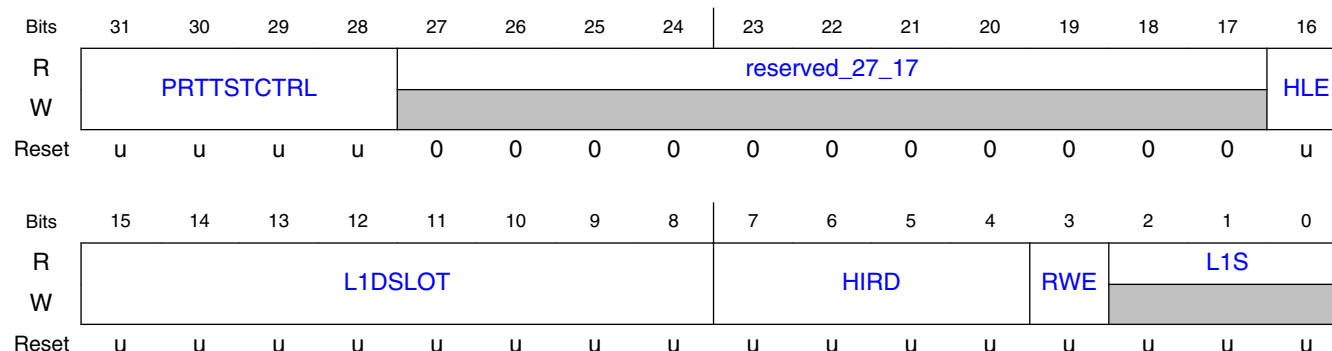 Bits 31 30 29 28 27 26 25 24 23 22 21 20 19 18 17 16
R reserved_27_17
PRTTSTCTRL HLE
W
Reset u u u u 0 0 0 0 0 0 0 0 0 0 0 u
Bits 15 14 13 12 11 10 9 8 7 6 5 4 3 2 1 0
R L1S
L1DSLOT HIRD RWE
W
Reset u u u u u u u u u u u u u u u u